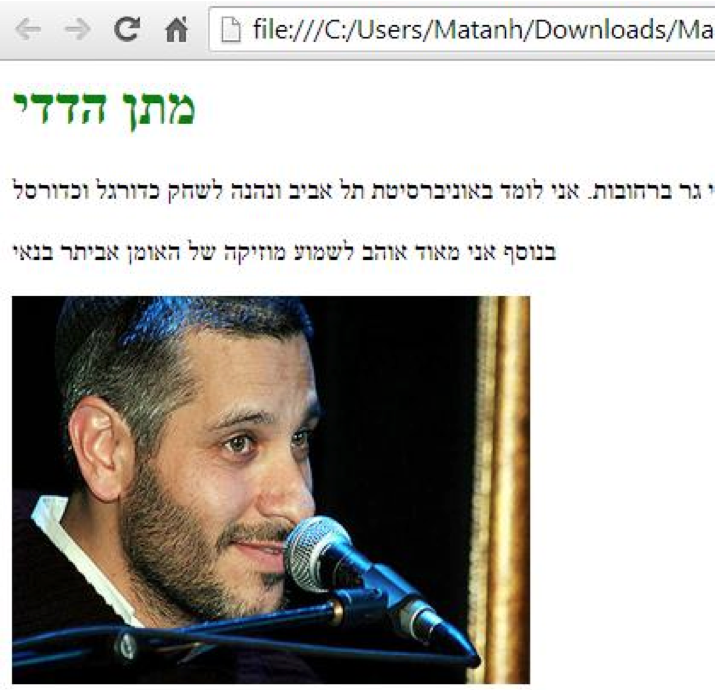 file:///C:/Users/Matanh/Downloads/Ma
מתן הדדי
י גר ברחובות. אני לומד באוניברסיטת תל אביב ונהנה לשחק כדורגל וכדורסל
בנוסף אני מאוד אוהב לשמוע מוזיקה של האומן אביתר בנאי